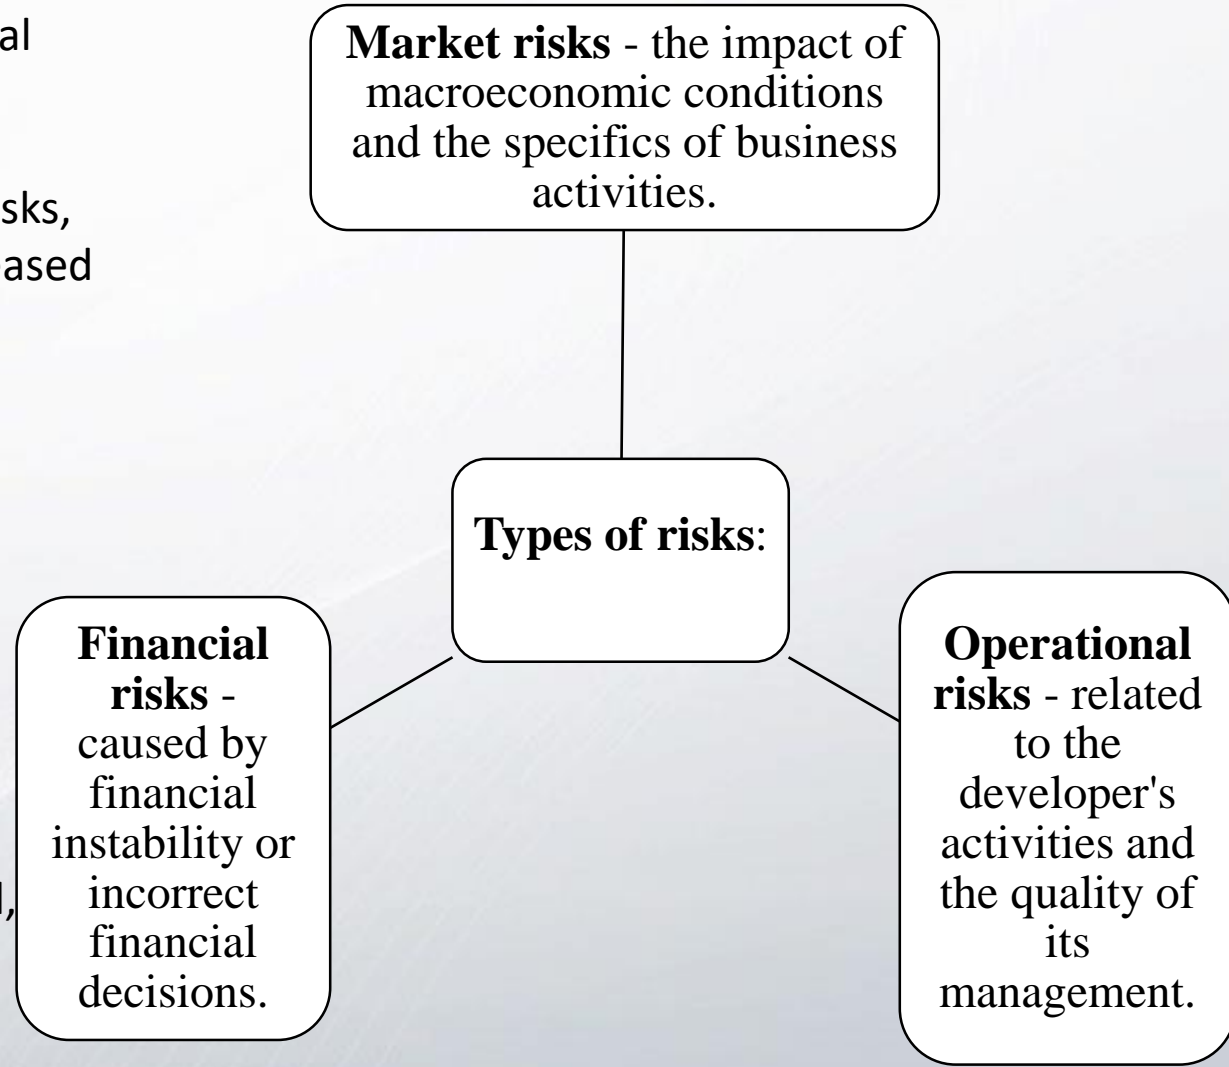 Market risks - the impact of
macroeconomic conditions
and the specifics of business
activities.
Types of risks:
Financial
risks -
caused by
financial
instability or
incorrect
financial
decisions.
Operational
risks - related
to the
developer's
activities and
the quality of
its
management.